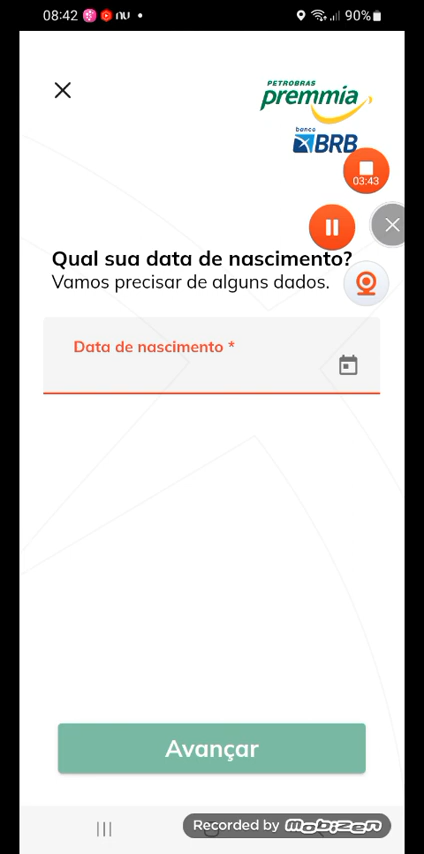 08:42
nu
90%
PETROBRAS
premmia
banco
BRB
03:43
Qual sua data de nascimento?
Vamos precisar de alguns dados.
Data de nascimento *
Avançar
Recorded by mobizen